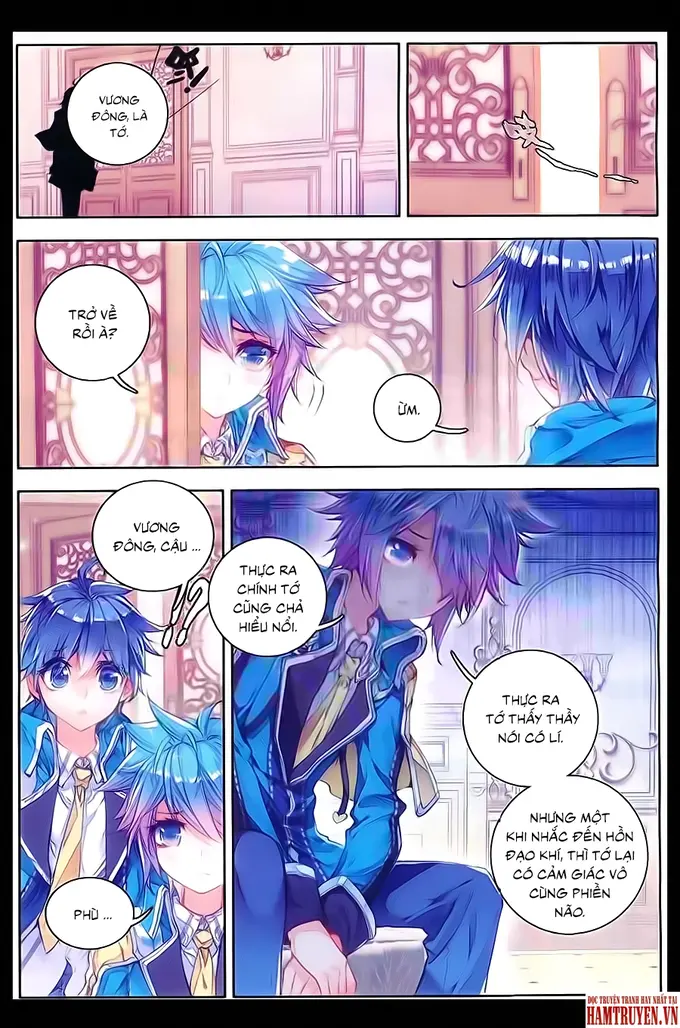 VƯƠNG
ĐÔNG, LÀ
TỚ.
TRỞ VỀ
RỒI À?
ỪM.
VƯƠNG
ĐÔNG, CẬU ...
!?
PHÙ ...
THỰC RA
CHÍNH TỚ
CŨNG CHẢ
HIỂU NỔI.
THỰC RA
TỚ THẤY THẦY
NÓI CÓ LÍ.
NHƯNG MỘT
KHI NHẮC ĐẾN HỒN
ĐẠO KHÍ, THÌ TỚ LẠI
CÓ CẢM GIÁC VÔ
CÙNG PHIỀN
NÃO.
ĐỌC TRUYỆN TRANH HAY NHẤT TẠI
HAMTRUYEN.VN